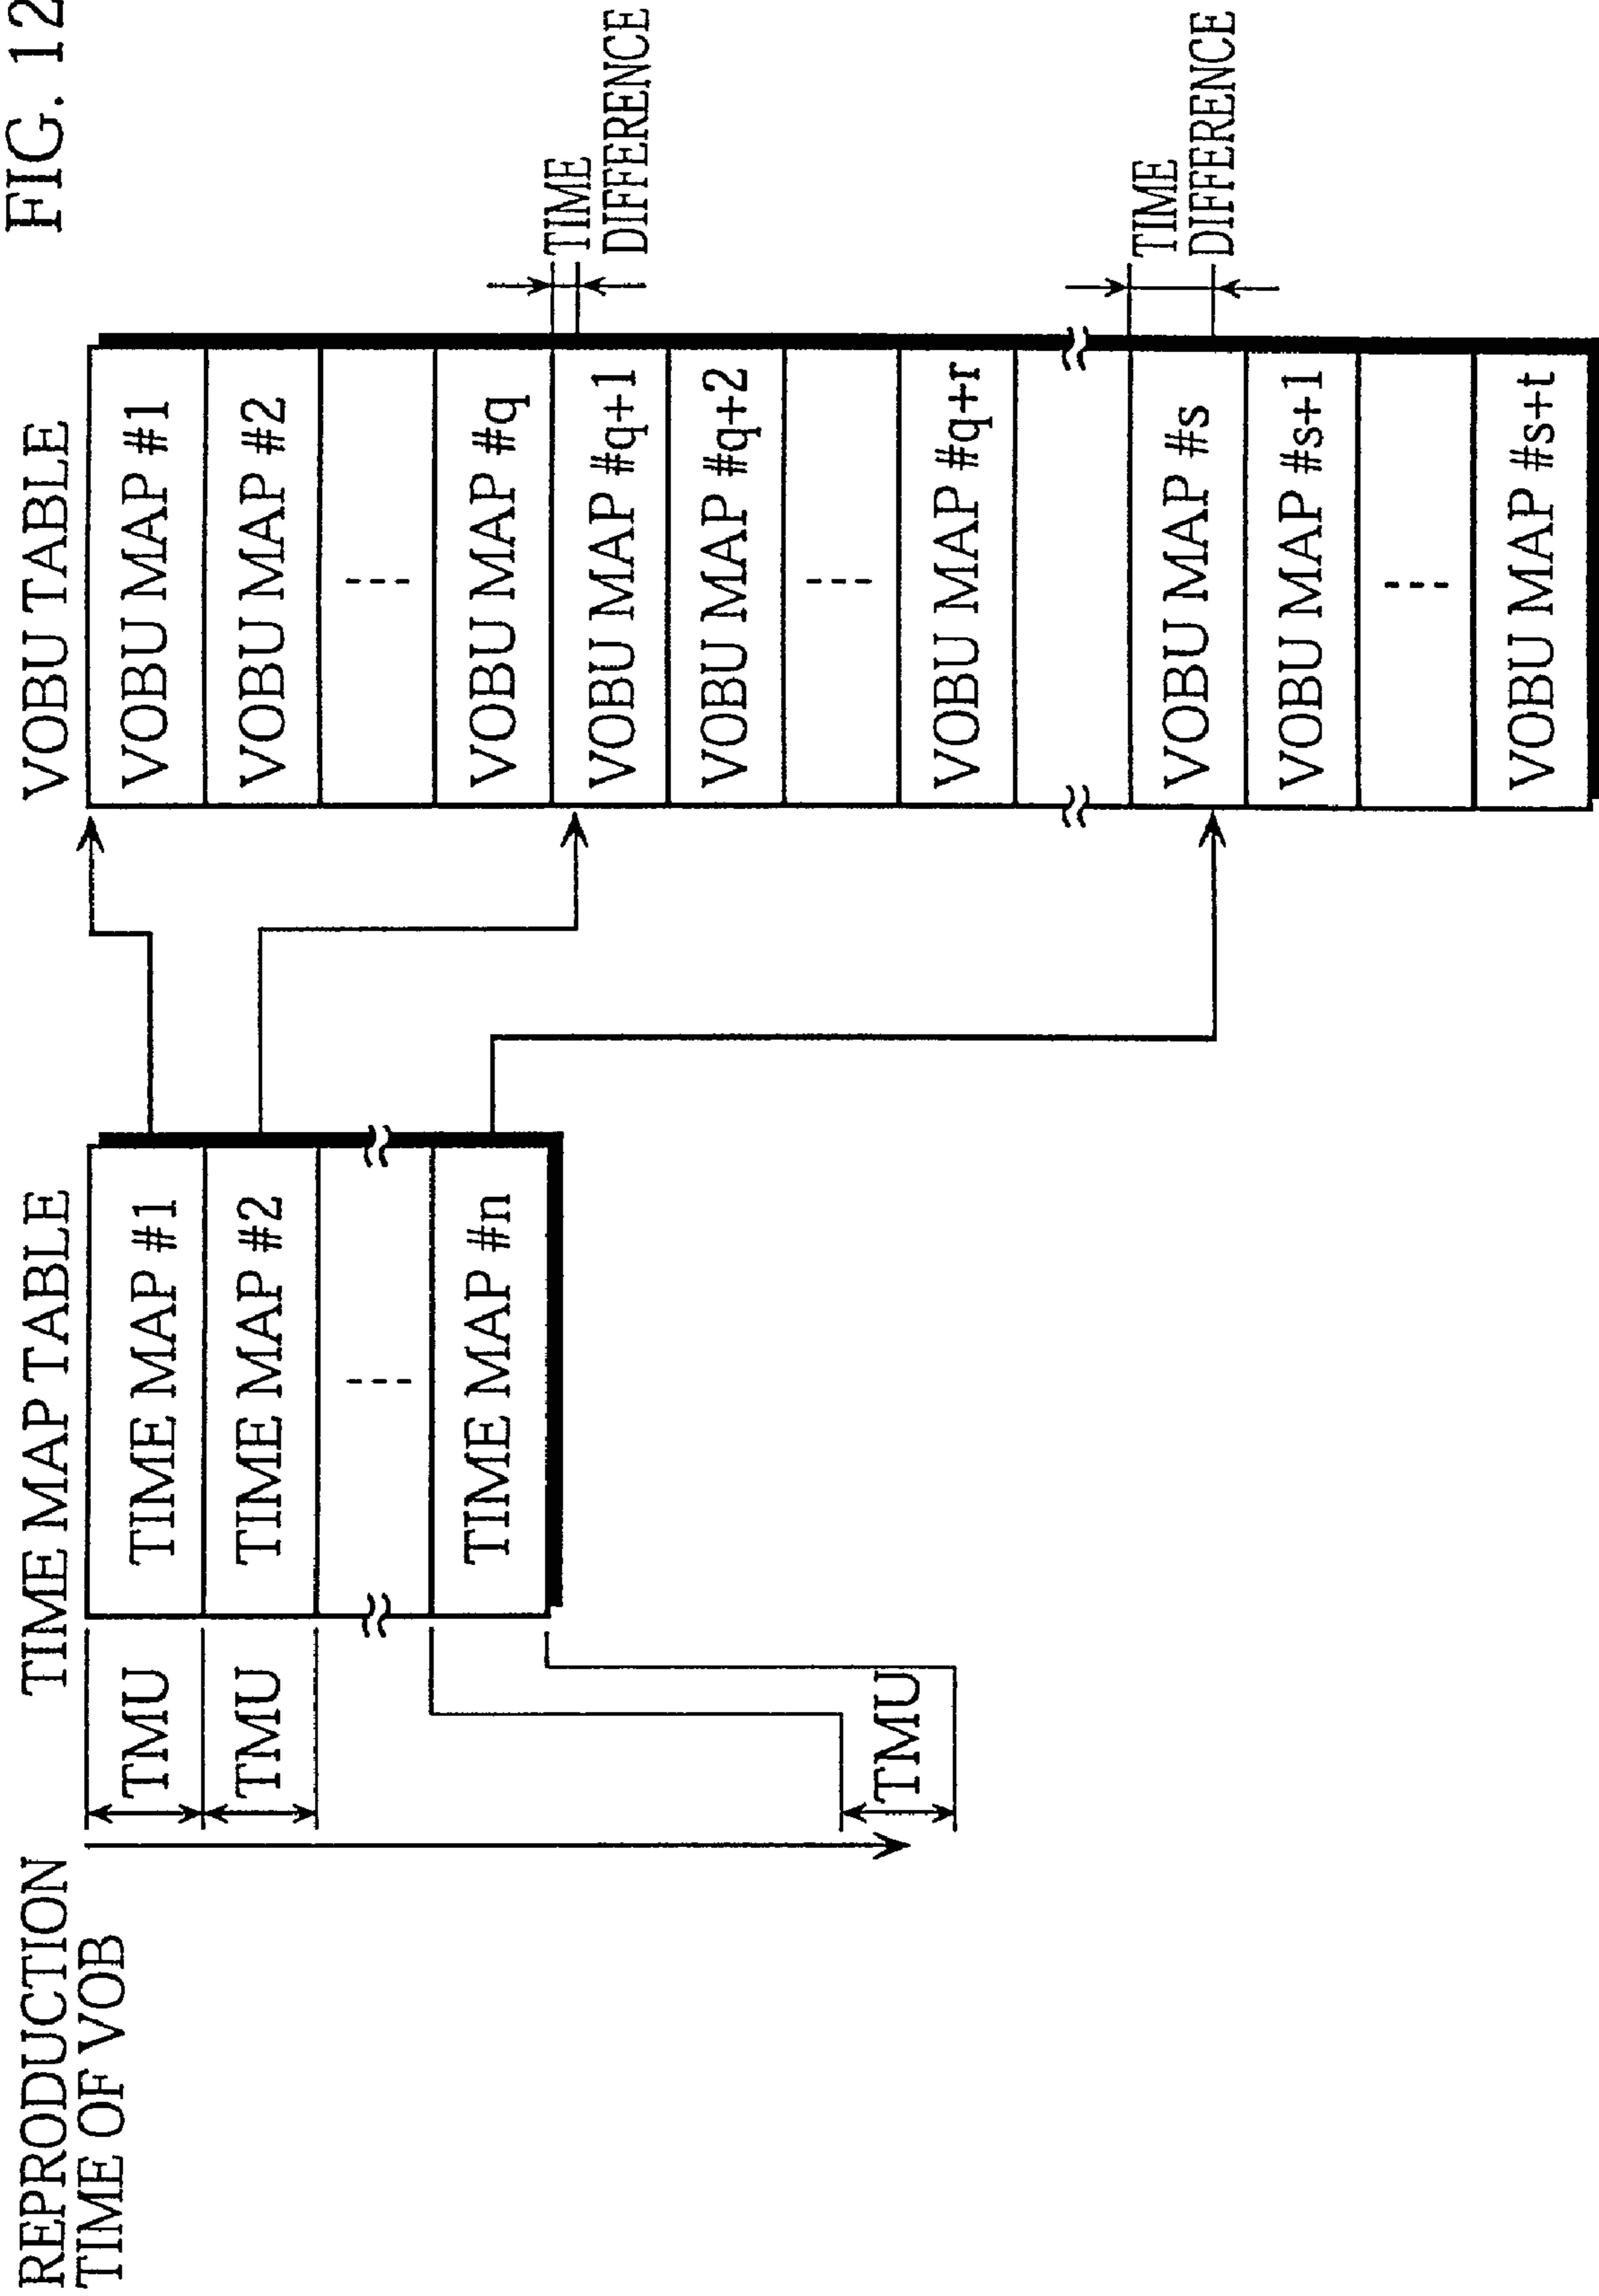 FIG. 12
REPRODUCTION
TIME OF VOB
TMU
TMU
TMU
TIME MAP TABLE
TIME MAP #1
TIME MAP #2
---
TIME MAP #n
VOBU TABLE
VOBU MAP #1
VOBU MAP #2
---
VOBU MAP #q
VOBU MAP #q+1
VOBU MAP #q+2
---
VOBU MAP #q+r
VOBU MAP #s
VOBU MAP #s+1
---
VOBU MAP #s+t
TIME
DIFFERENCE
TIME
DIFFERENCE